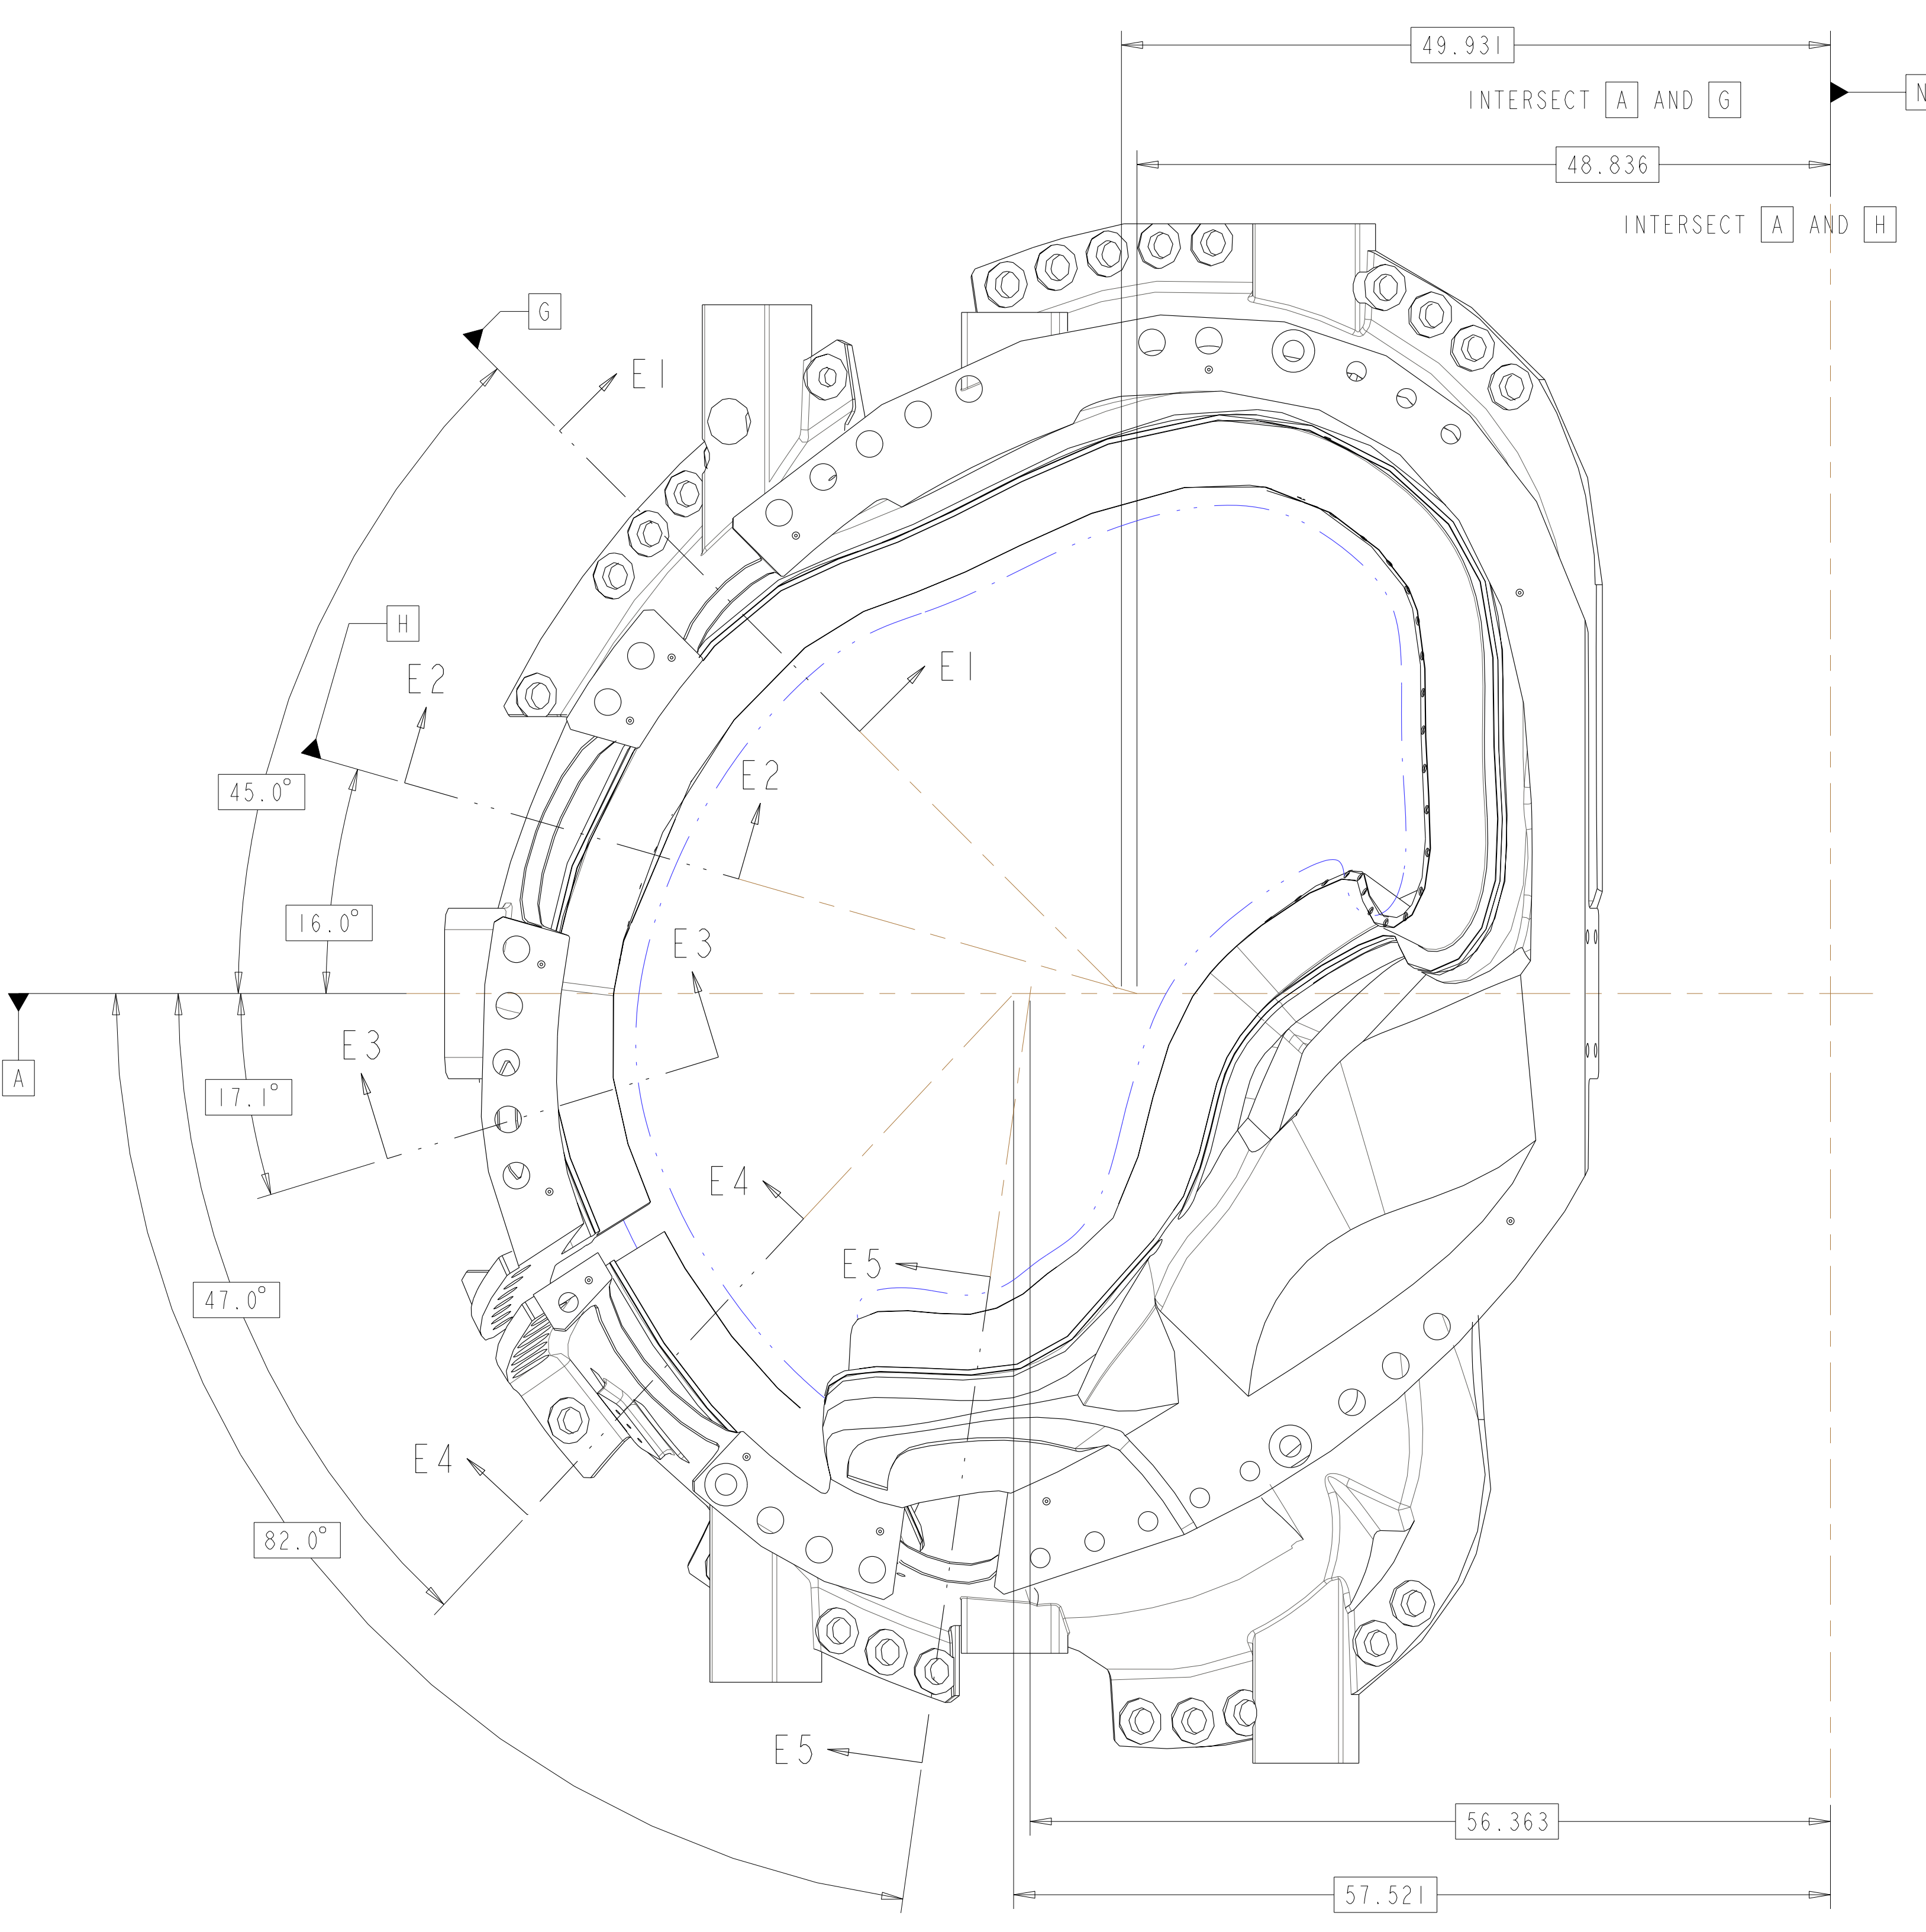 49.931
INTERSECT A AND G
N
48.836
INTERSECT A AND H
G
E1
H
E2
E1
45.0°
E2
16.0°
E3
E3
A
17.1°
E4
E5
47.0°
E4
82.0°
E5
56.363
57.521